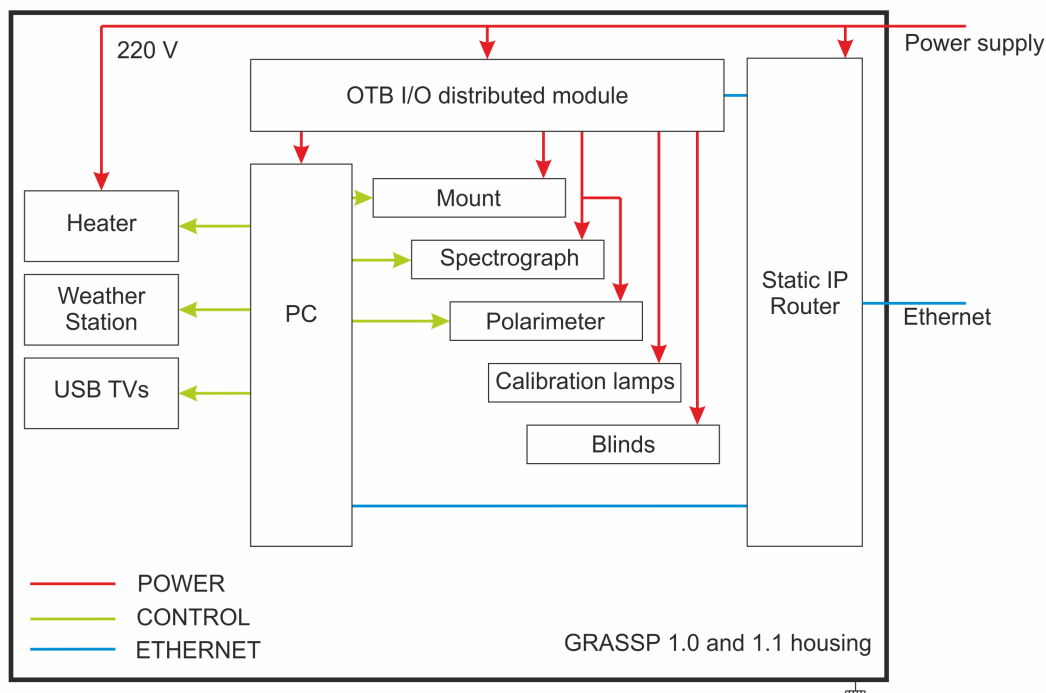 220 V
Power supply
OTB I/O distributed module
Mount
Heater
Spectrograph
Weather
Station
PC
Static IP
Router
Polarimeter
Ethernet
USB TVs
Calibration lamps
Blinds
POWER
CONTROL
ETHERNET
GRASSP 1.0 and 1.1 housing